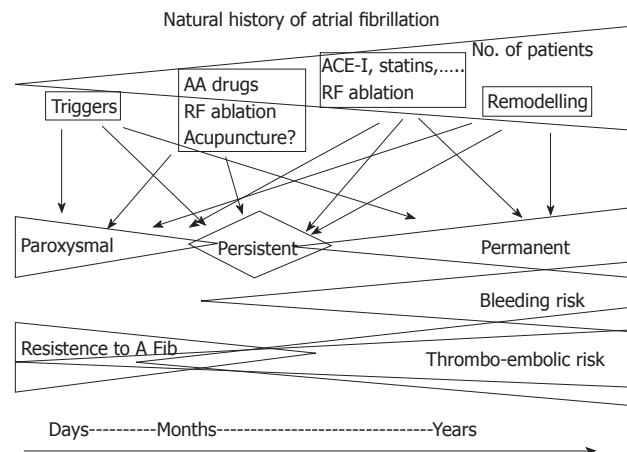 Natural history of atrial fibrillation
No. of patients
ACE-I, statins,.....
RF ablation
AA drugs
RF ablation
Acupuncture?
Triggers
Remodelling
Paroxysmal
Persistent
Permanent
Bleeding risk
Resistence to A Fib
Thrombo-embolic risk
Days----------Months--------------------------------Years